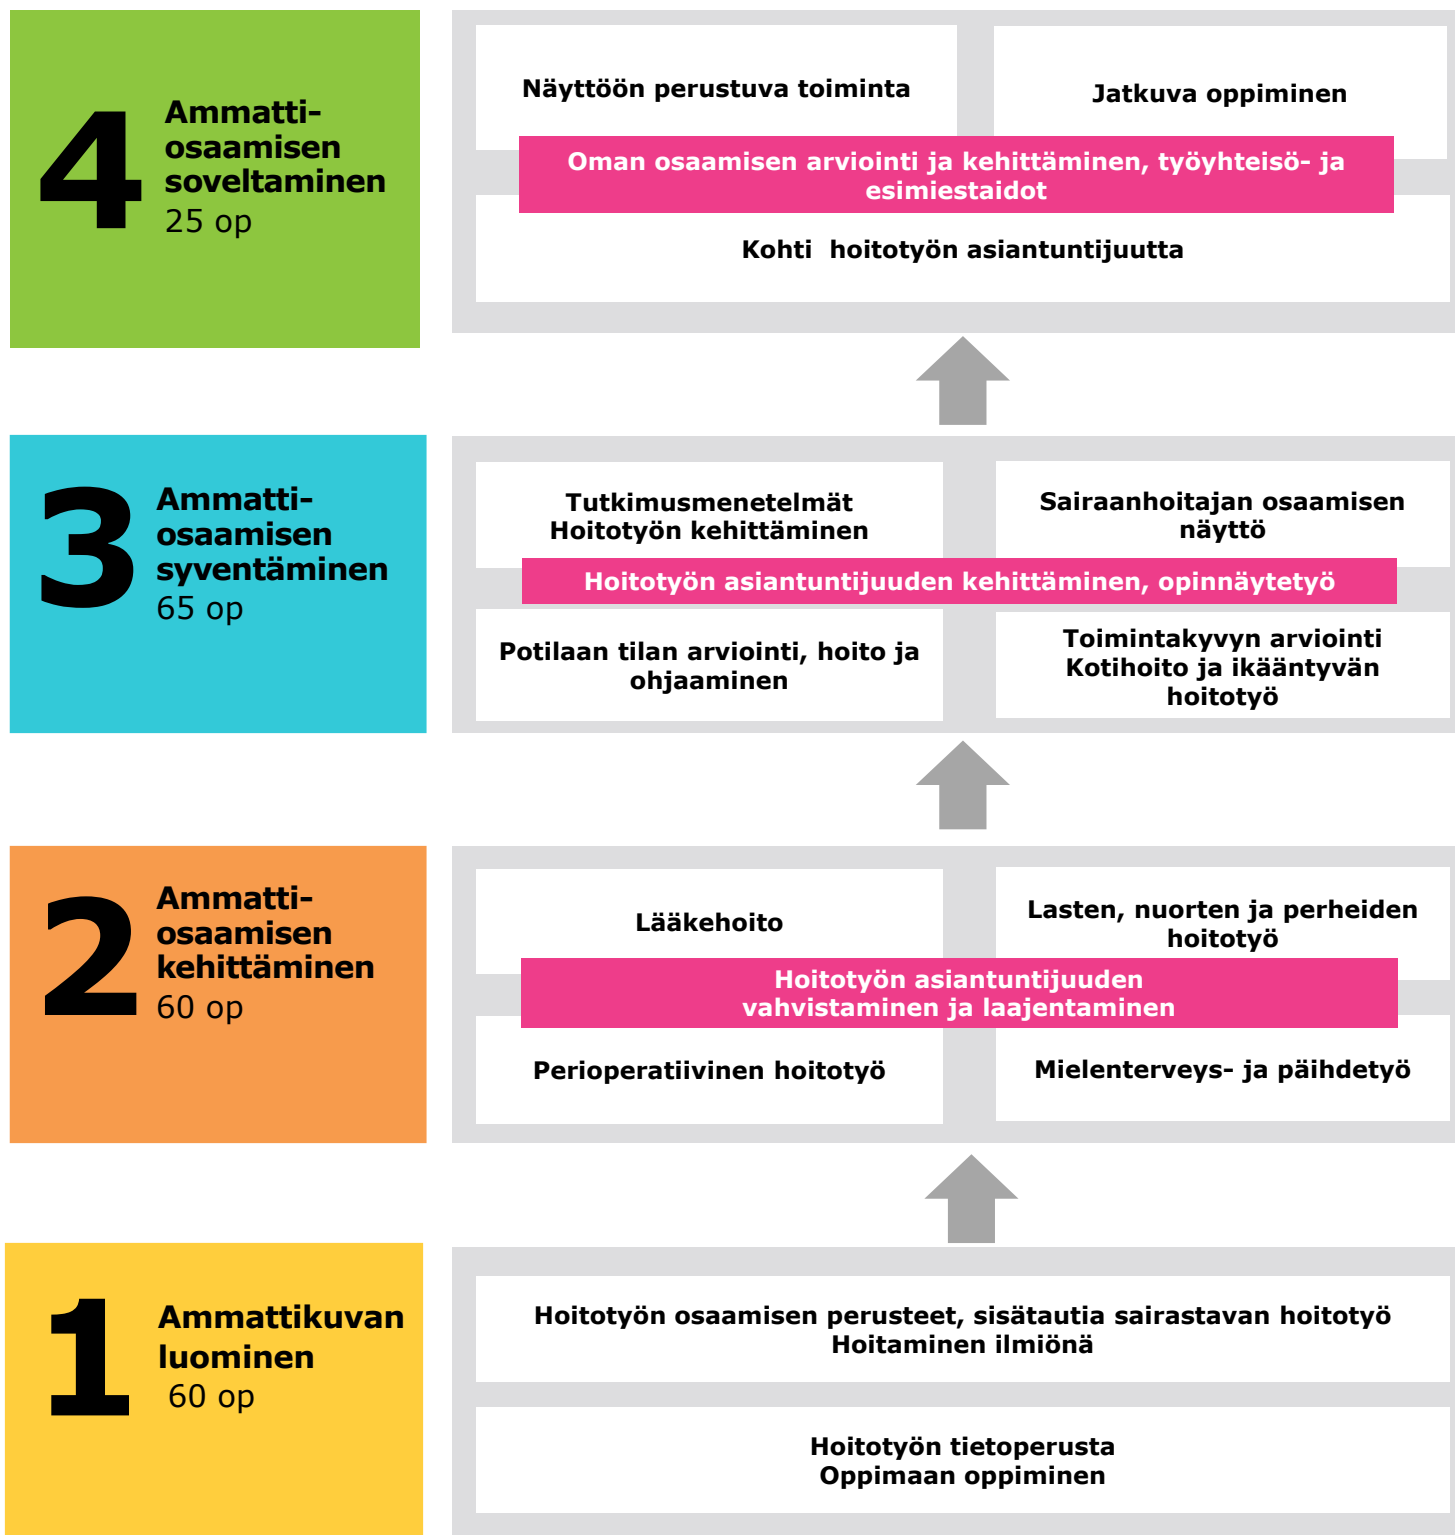 4
Ammatti-
osaamisen
soveltaminen
25 op
Näyttöön perustuva toiminta
Jatkuva oppiminen
Oman osaamisen arviointi ja kehittäminen, työyhteisö- ja
esimiestaidot
Kohti hoitotyön asiantuntijuutta
3
Ammatti-
osaamisen
syventäminen
65 op
Tutkimusmenetelmät
Hoitotyön kehittäminen
Sairaanhoitajan osaamisen
näyttö
Hoitotyön asiantuntijuuden kehittäminen, opinnäytetyö
Potilaan tilan arviointi, hoito ja
ohjaaminen
Toimintakyvyn arviointi
Kotihoito ja ikääntyvän
hoitotyö
2
Ammatti-
osaamisen
kehittäminen
60 op
Lääkehoito
Lasten, nuorten ja perheiden
hoitotyö
Hoitotyön asiantuntijuuden
vahvistaminen ja laajentaminen
Perioperatiivinen hoitotyö
Mielenterveys- ja päihdetyö
1
Ammattikuvan
luominen
60 op
Hoitotyön osaamisen perusteet, sisätautia sairastavan hoitotyö
Hoitaminen ilmiönä
Hoitotyön tietoperusta
Oppimaan oppiminen